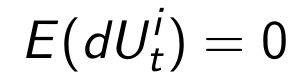 $E(dU_t^i) = 0$